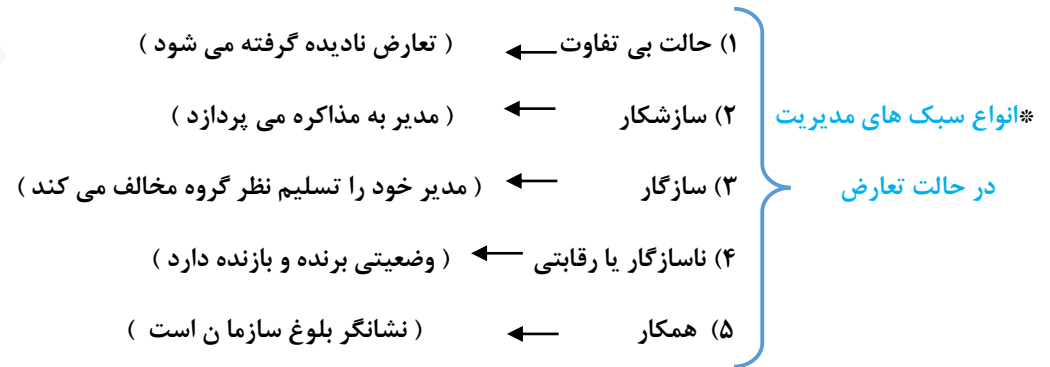 *انواع سبک های مدیریت
در حالت تعارض
۱) حالت بی تفاوت ( تعارض نادیده گرفته می شود )
۲) سازشکار ( مدیر به مذاکره می پردازد )
۳) سازگار ( مدیر خود را تسلیم نظر گروه مخالف می کند )
۴) ناسازگار یا رقابتی ( وضعیتی برنده و بازنده دارد )
۵) همکار ( نشانگر بلوغ سازما ن است )